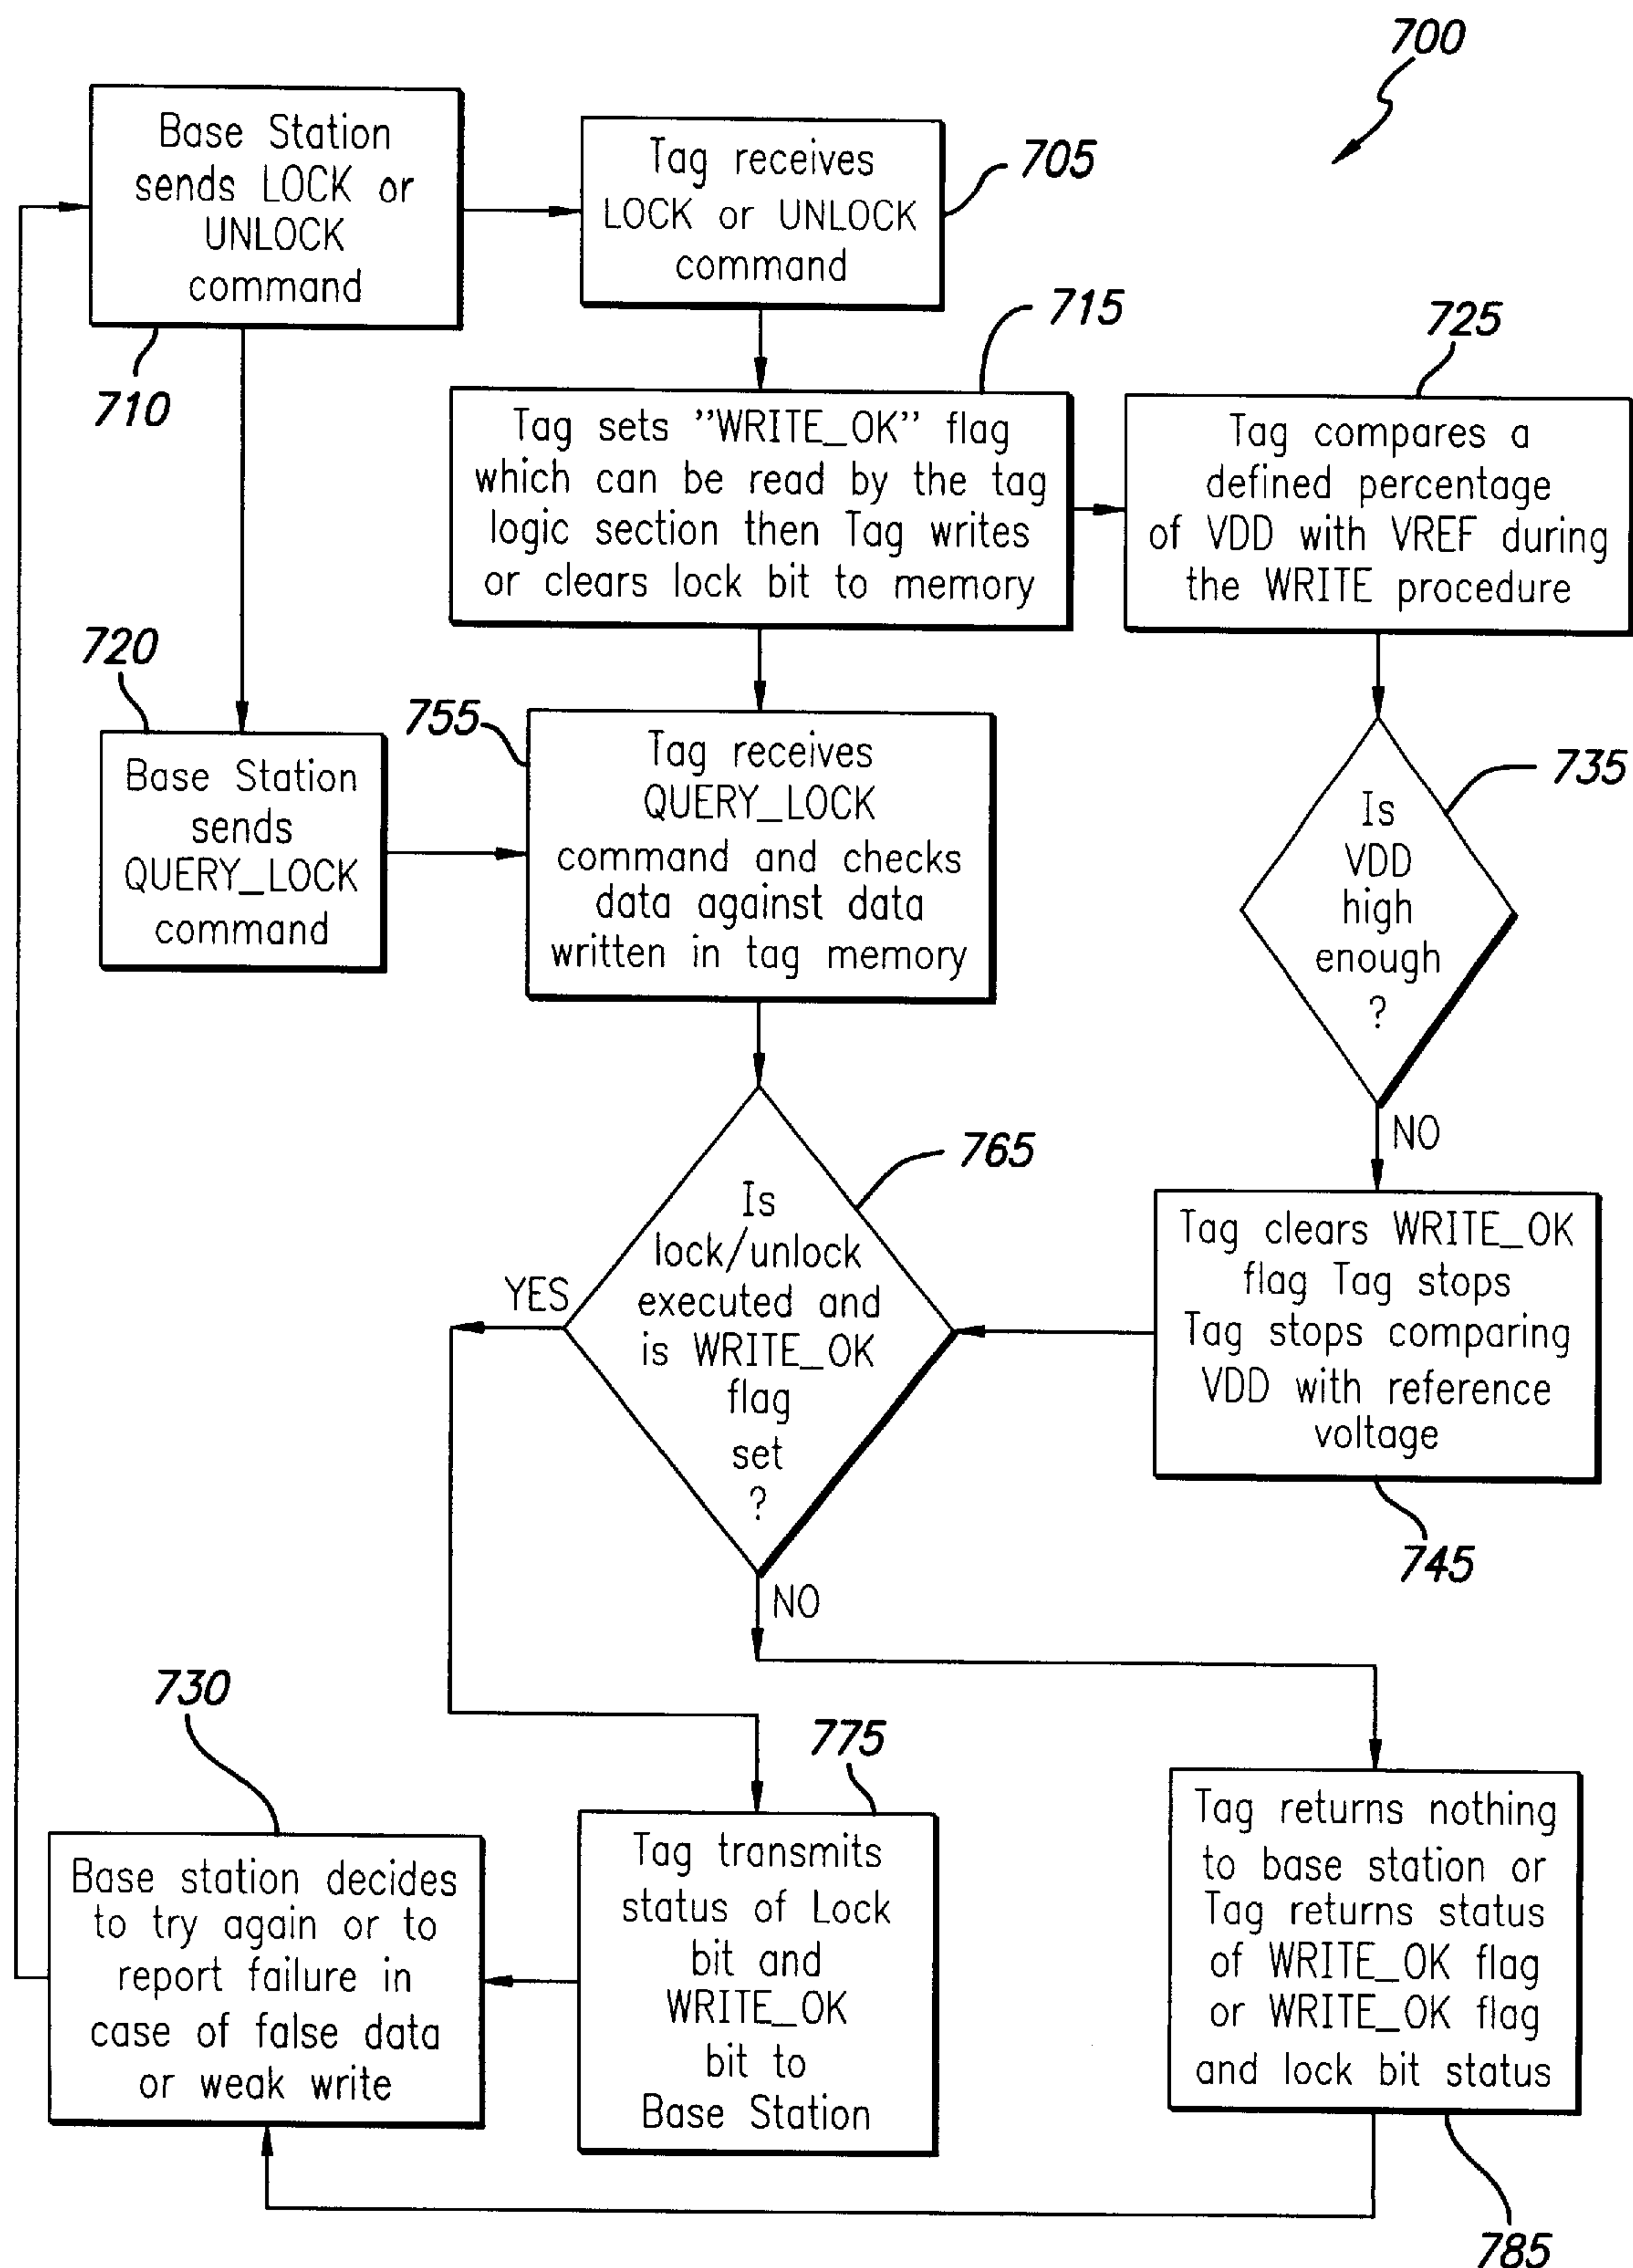 700
Base Station
sends LOCK or
UNLOCK
command
710
Tag receives
LOCK or UNLOCK
command
705
715
Tag sets "WRITE_OK" flag
which can be read by the tag
logic section then Tag writes
or clears lock bit to memory
725
Tag compares a
defined percentage
of VDD with VREF during
the WRITE procedure
720
Base Station
sends
QUERY_LOCK
command
755
Tag receives
QUERY_LOCK
command and checks
data against data
written in tag memory
735
Is
VDD
high
enough
?
NO
765
Is
lock/unlock
executed and
is WRITE_OK
flag
set
?
YES
NO
Tag clears WRITE_OK
flag Tag stops
Tag stops comparing
VDD with reference
voltage
745
730
Base station decides
to try again or to
report failure in
case of false data
or weak write
775
Tag transmits
status of Lock
bit and
WRITE_OK
bit to
Base Station
Tag returns nothing
to base station or
Tag returns status
of WRITE_OK flag
or WRITE_OK flag
and lock bit status
785